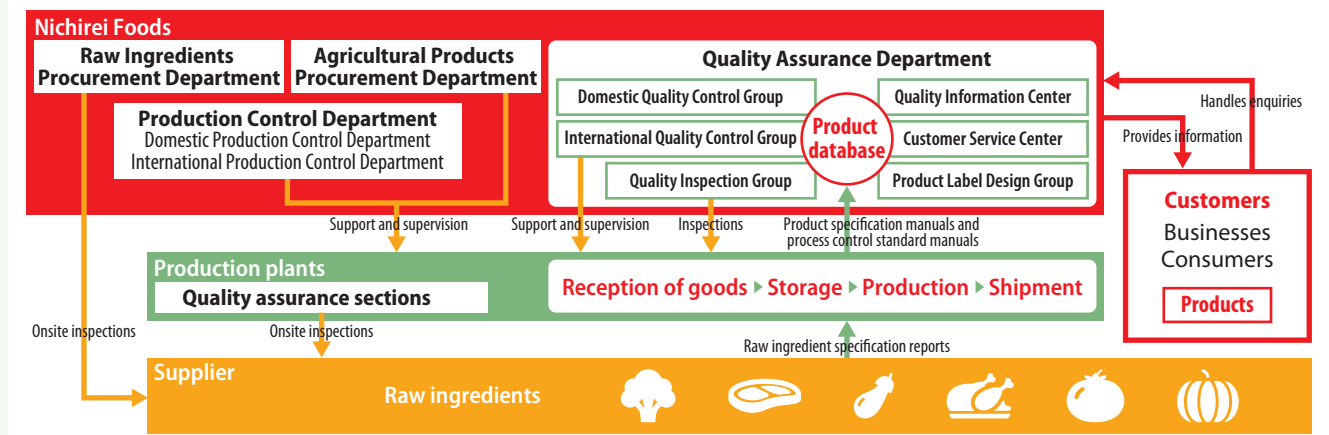 Nichirei Foods
Raw Ingredients
Procurement Department
Agricultural Products
Procurement Department
Production Control Department
Domestic Production Control Department
International Production Control Department
Quality Assurance Department
Domestic Quality Control Group
International Quality Control Group
Quality Inspection Group
Product
database
Quality Information Center
Customer Service Center
Product Label Design Group
Handles enquiries
Provides information
Customers
Businesses
Consumers
Products
Support and supervision
Support and supervision
Inspections
Product specification manuals and
process control standard manuals
Production plants
Quality assurance sections
Reception of goods ▸ Storage ▸ Production ▸ Shipment
Onsite inspections
Onsite inspections
Raw ingredient specification reports
Supplier
Raw ingredients